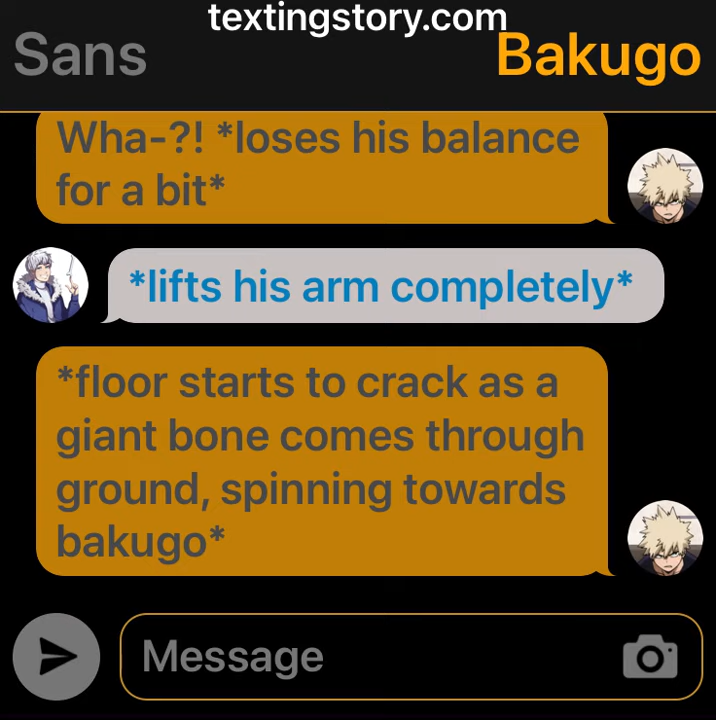 textingstory.com
Sans
Bakugo
Wha-?! *loses his balance
for a bit*
*lifts his arm completely*
*floor starts to crack as a
giant bone comes through
ground, spinning towards
bakugo*
Message